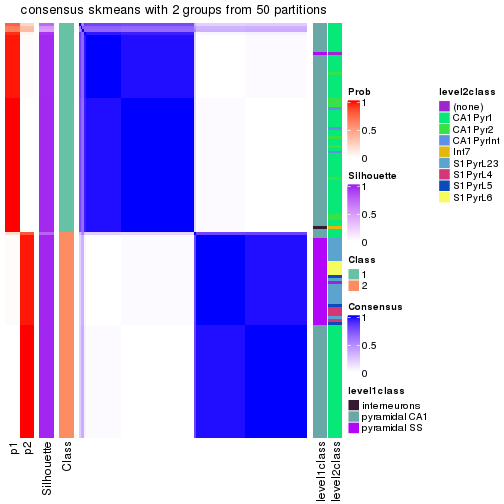 consensus skmeans with 2 groups from 50 partitions
p1
p2
Silhouette
Class
level1class
level2class
Prob
1
0.5
0
Silhouette
1
0.5
0
Class
1
2
Consensus
1
0.5
0
level1class
interneurons
pyramidal CA1
pyramidal SS
level2class
(none)
CA1Pyr1
CA1Pyr2
CA1PyrInt
Int7
S1PyrL23
S1PyrL4
S1PyrL5
S1PyrL6